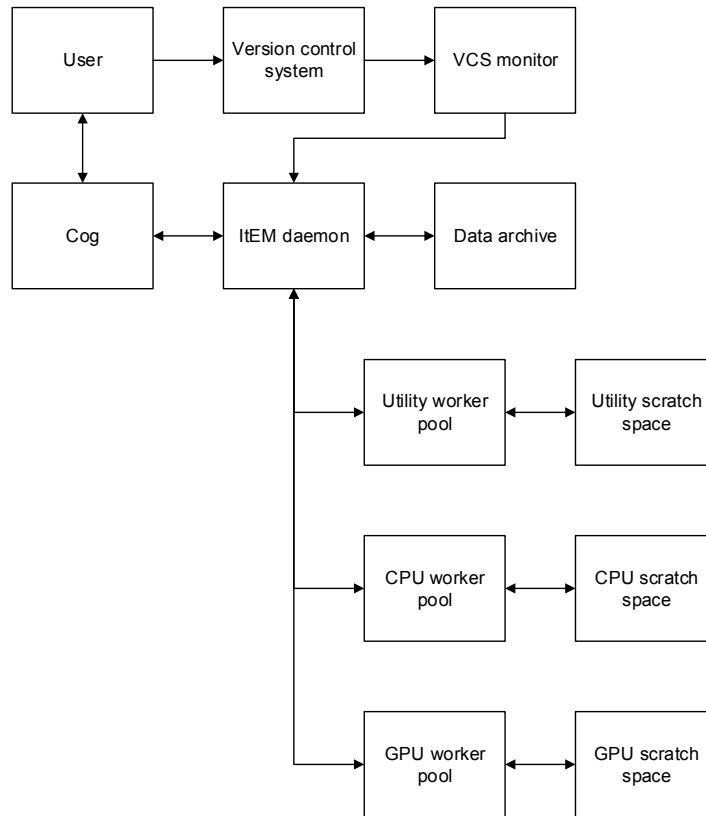 User
Version control
system
VCS monitor
Cog
ItEM daemon
Data archive
Utility worker
pool
Utility scratch
space
CPU worker
pool
CPU scratch
space
GPU worker
pool
GPU scratch
space